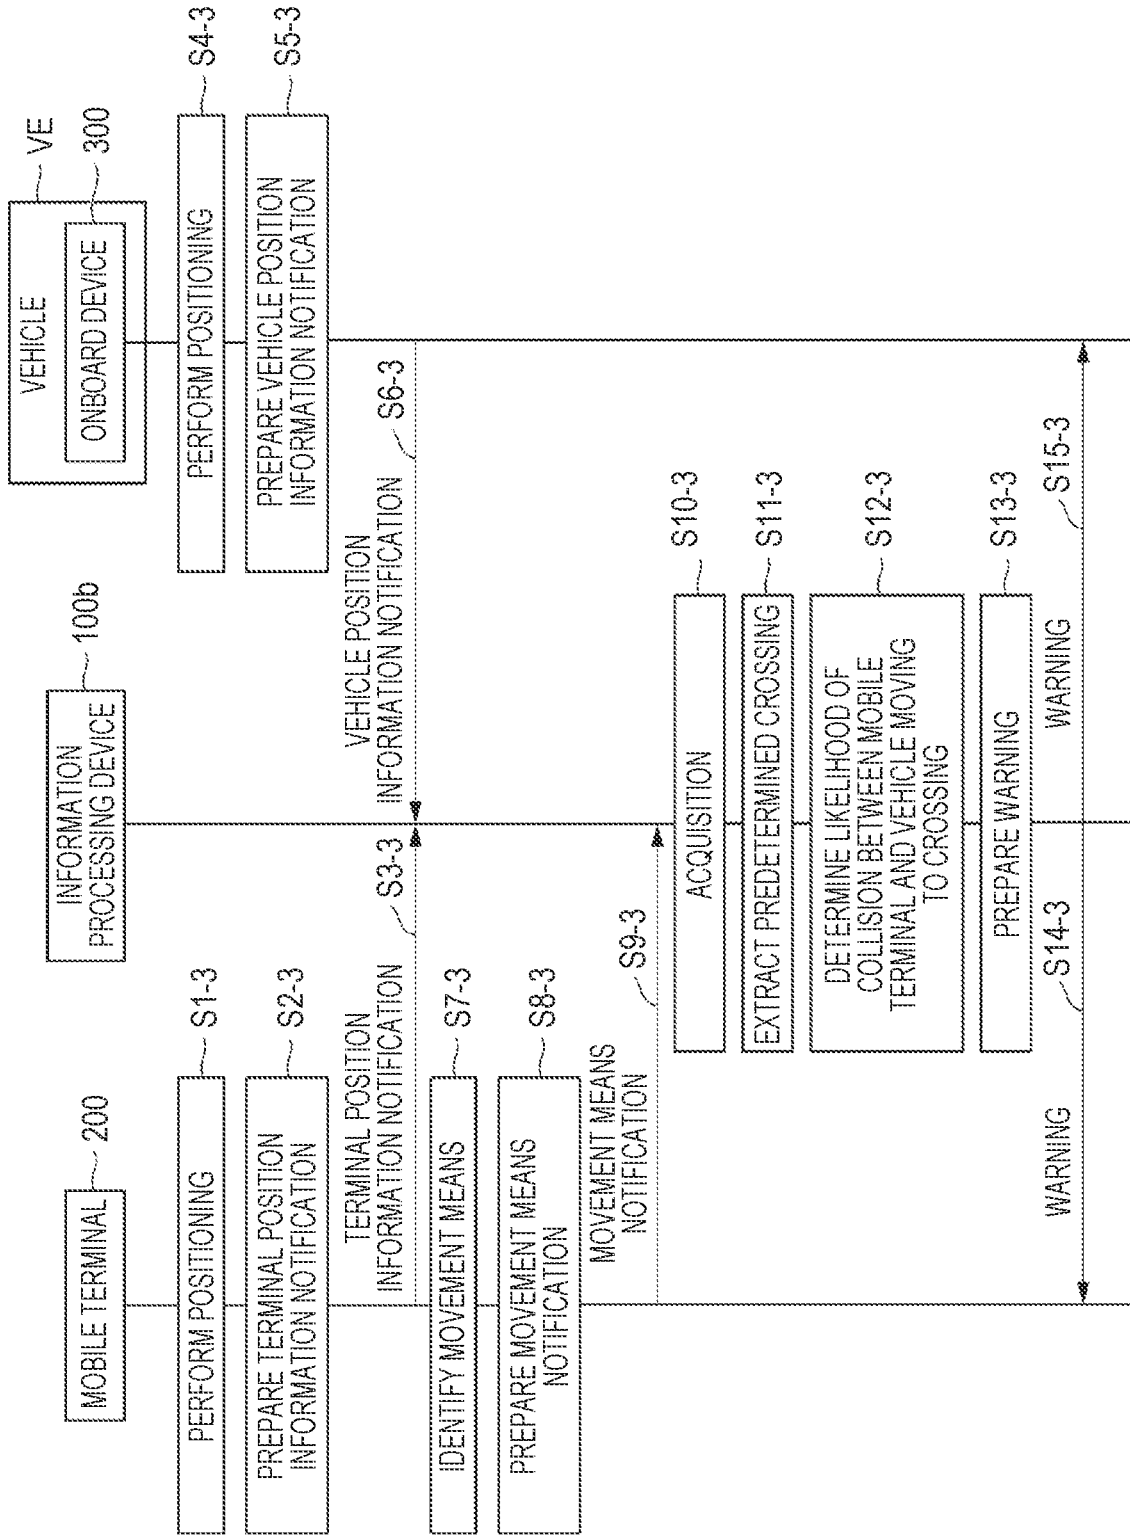 MOBILE TERMINAL
200
INFORMATION
PROCESSING DEVICE
100b
VEHICLE
VE
ONBOARD DEVICE
300
PERFORM POSITIONING
S1-3
PERFORM POSITIONING
S4-3
PREPARE TERMINAL POSITION
INFORMATION NOTIFICATION
S2-3
PREPARE VEHICLE POSITION
INFORMATION NOTIFICATION
S5-3
TERMINAL POSITION
INFORMATION NOTIFICATION
S3-3
VEHICLE POSITION
INFORMATION NOTIFICATION
S6-3
IDENTIFY MOVEMENT MEANS
S7-3
PREPARE MOVEMENT MEANS
NOTIFICATION
S8-3
MOVEMENT MEANS
NOTIFICATION
S9-3
ACQUISITION
S10-3
EXTRACT PREDETERMINED CROSSING
S11-3
DETERMINE LIKELIHOOD OF
COLLISION BETWEEN MOBILE
TERMINAL AND VEHICLE MOVING
TO CROSSING
S12-3
PREPARE WARNING
S13-3
WARNING
S14-3
WARNING
S15-3